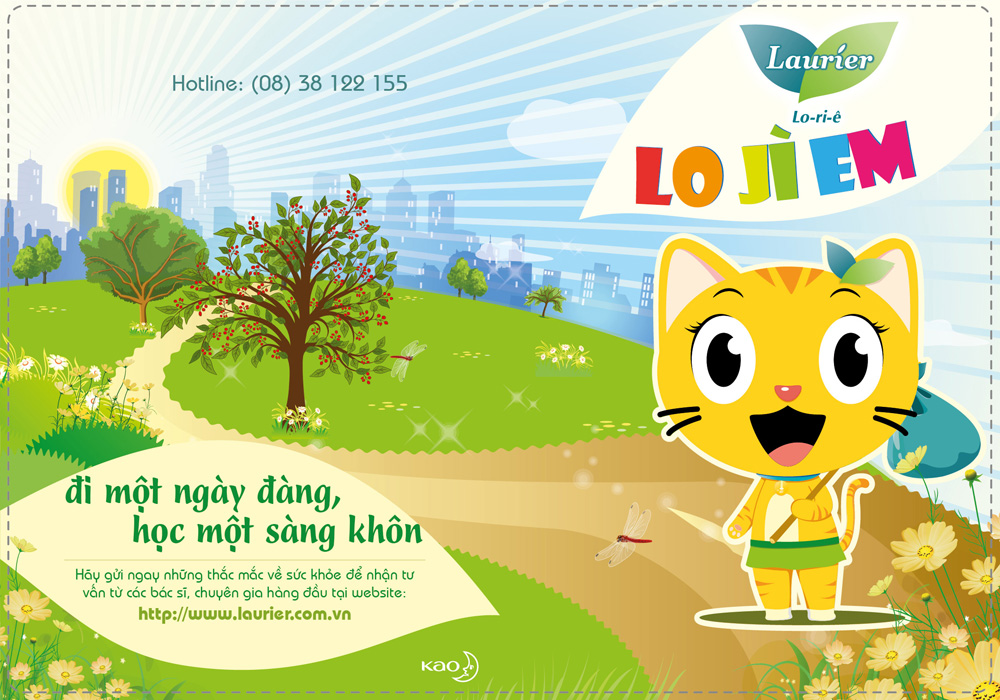 Hotline: (08) 38 122 155
Laurier
Lo-ri-ê
LO JÌ EM
đi một ngày đàng,
học một sàng khôn
Hãy gửi ngay những thắc mắc về sức khỏe để nhận tư
vấn từ các bác sĩ, chuyên gia hàng đầu tại website:
http://www.laurier.com.vn
kao